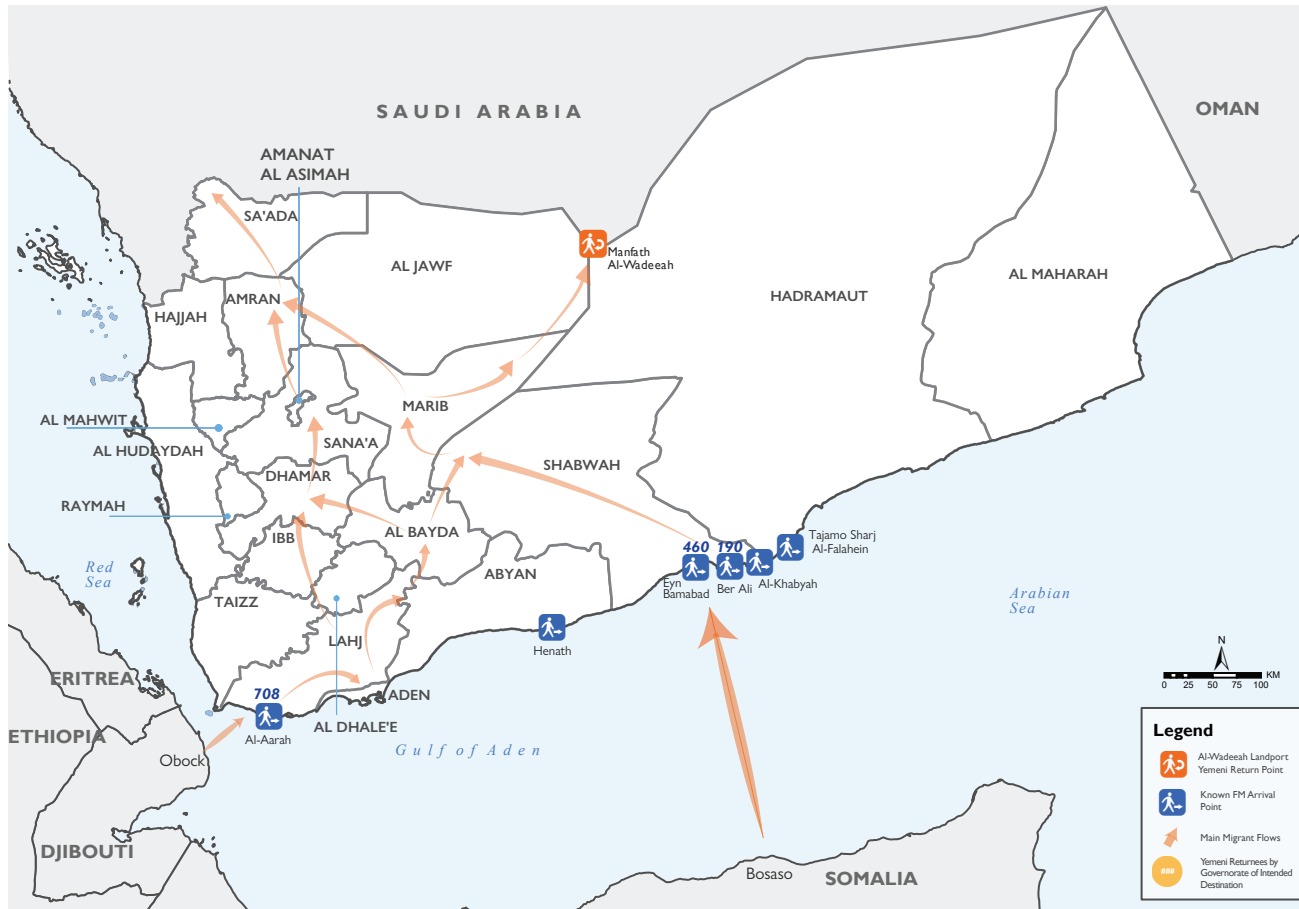 SAUDI ARABIA
OMAN
AMANAT
AL ASIMAH
SA'ADA
Manfath
Al-Wadeeah
AL JAWF
AL MAHARAH
HADRAMAUT
AMRAN
HAJJAH
MARIB
AL MAHWIT
SANA'A
AL HUDAYDAH
SHABWAH
DHAMAR
RAYMAH
AL BAYDA
IBB
Tajamo Sharj
Al-Falahein
460
190
Al-Khabyah
Eyn
Bamabad
Ber Ali
ABYAN
Red
Sea
Arabian
Sea
TAIZZ
LAHJ
Henath
N
KM
0 25 50 75 100
ERITREA
708
ADEN
Al-Aarah
AL DHALE'E
ETHIOPIA
Obock
Gulf of Aden
DJIBOUTI
Bosaso
SOMALIA
Legend
Al-Wadeeah Landport
Yemeni Return Point
Known FM Arrival
Point
Main Migrant Flows
Yemeni Returnees by
Governorate of Intended
Destination